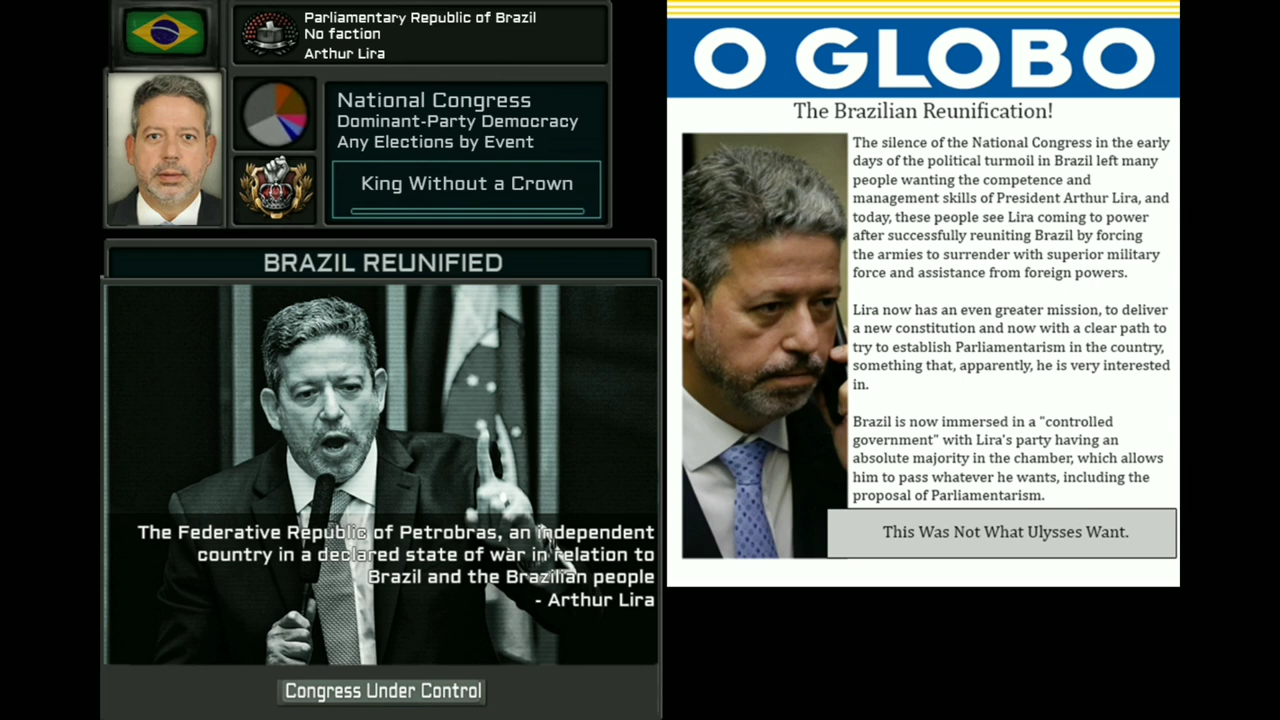 Parliamentary Republic of Brazil
No faction
Arthur Lira
National Congress
Dominant-Party Democracy
Any Elections by Event
King Without a Crown
BRAZIL REUNIFIED
The Federative Republic of Petrobras, an independent
country in a declared state of war in relation to
Brazil and the Brazilian people
- Arthur Lira
Congress Under Control
O GLOBO
The Brazilian Reunification!
The silence of the National Congress in the early
days of the political turmoil in Brazil left many
people wanting the competence and
management skills of President Arthur Lira, and
today, these people see Lira coming to power
after successfully reuniting Brazil by forcing
the armies to surrender with superior military
force and assistance from foreign powers.
Lira now has an even greater mission, to deliver
a new constitution and now with a clear path to
try to establish Parliamentarism in the country,
something that, apparently, he is very interested
in.
Brazil is now immersed in a "controlled
government" with Lira's party having an
absolute majority in the chamber, which allows
him to pass whatever he wants, including the
proposal of Parliamentarism.
This Was Not What Ulysses Want.